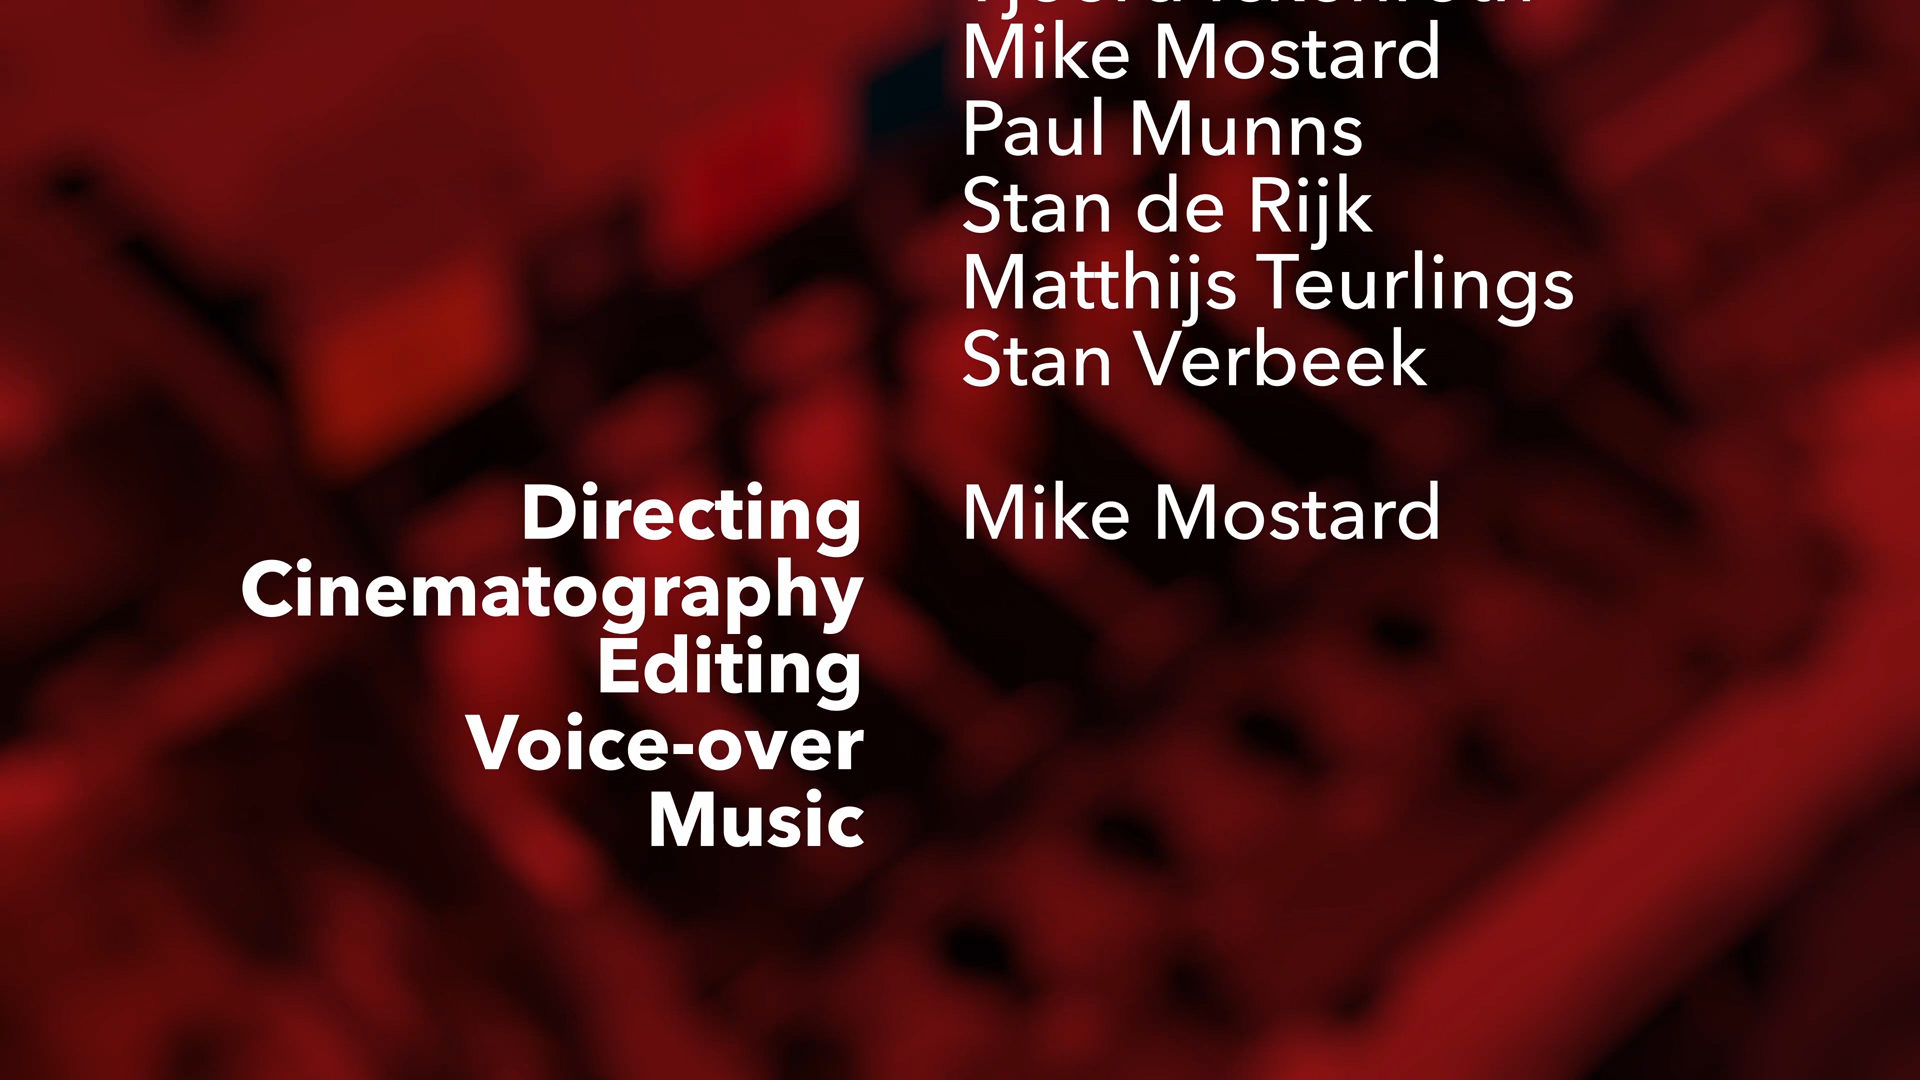 Mike Mostard
Paul Munns
Stan de Rijk
Matthijs Teurlings
Stan Verbeek
Directing Mike Mostard
Cinematography
Editing
Voice-over
Music